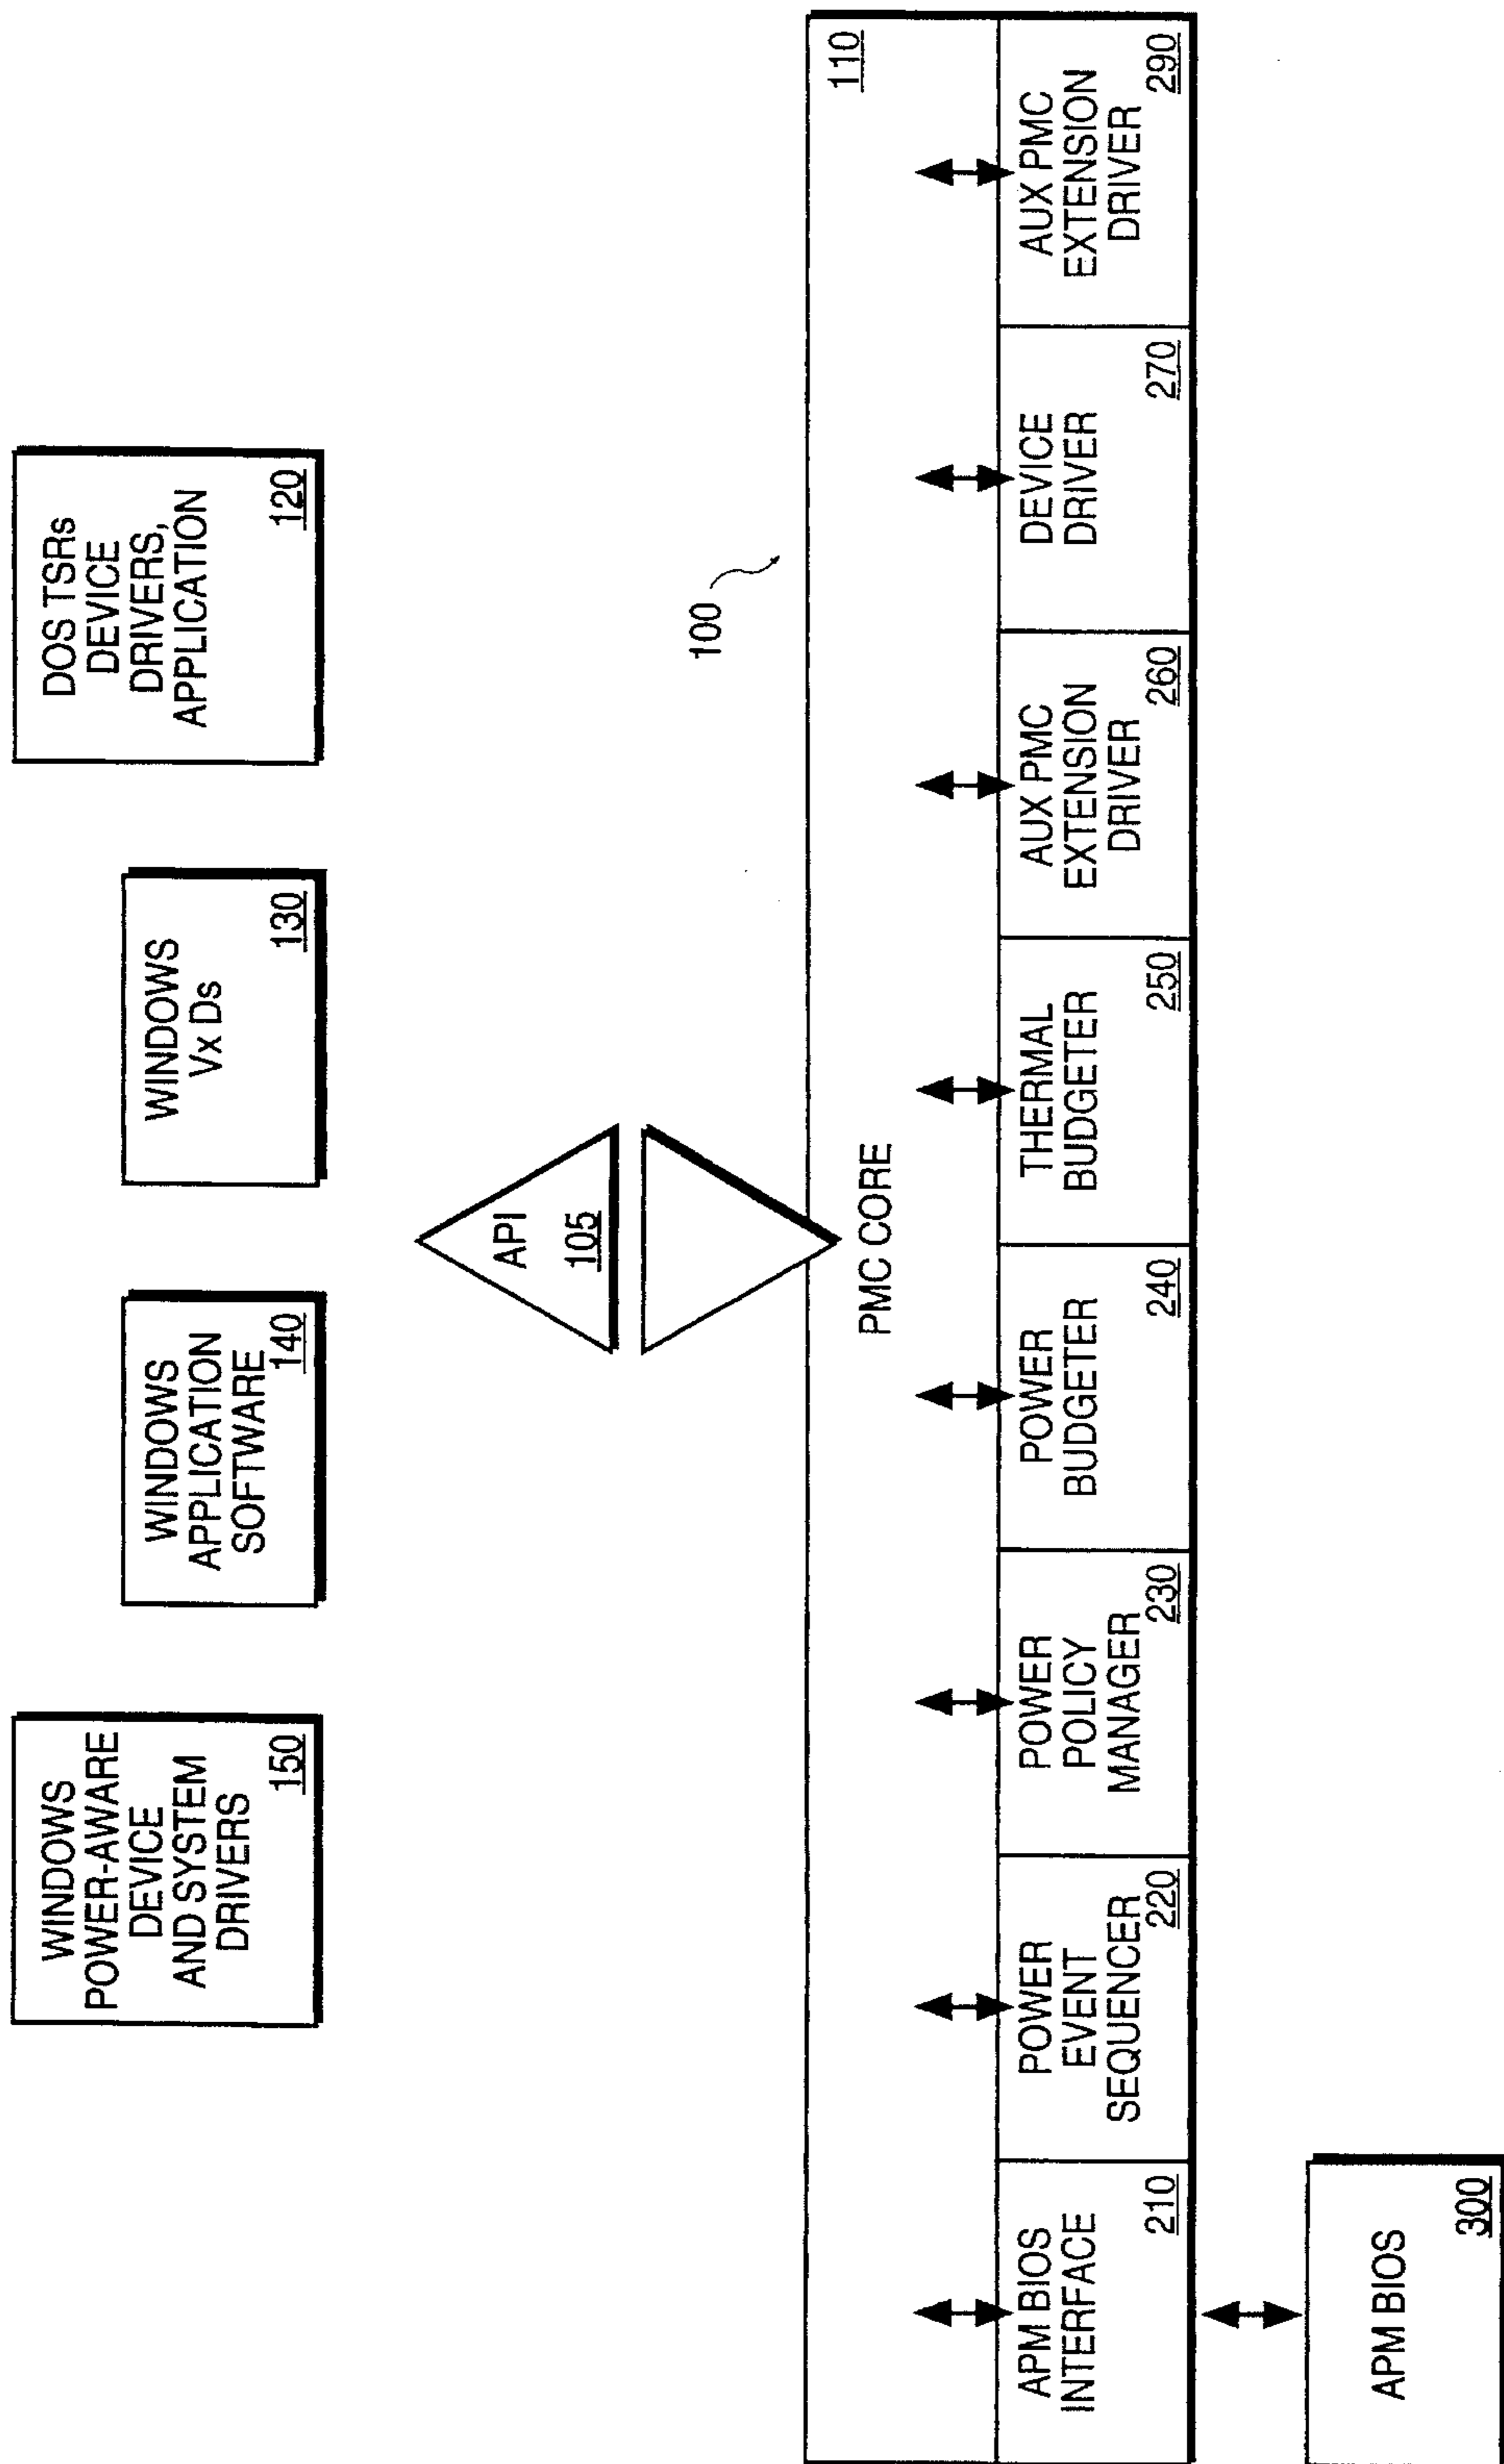 WINDOWS
POWER-AWARE
DEVICE
AND SYSTEM
DRIVERS
150
WINDOWS
APPLICATION
SOFTWARE
140
WINDOWS
Vx Ds
130
DOS TSRs
DEVICE
DRIVERS,
APPLICATION
120
API
105
100
PMC CORE
110
APM BIOS
INTERFACE
210
POWER
EVENT
SEQUENCER
220
POWER
POLICY
MANAGER
230
POWER
BUDGETER
240
THERMAL
BUDGETER
250
AUX PMC
EXTENSION
DRIVER
260
DEVICE
DRIVER
270
AUX PMC
EXTENSION
DRIVER
290
APM BIOS
300